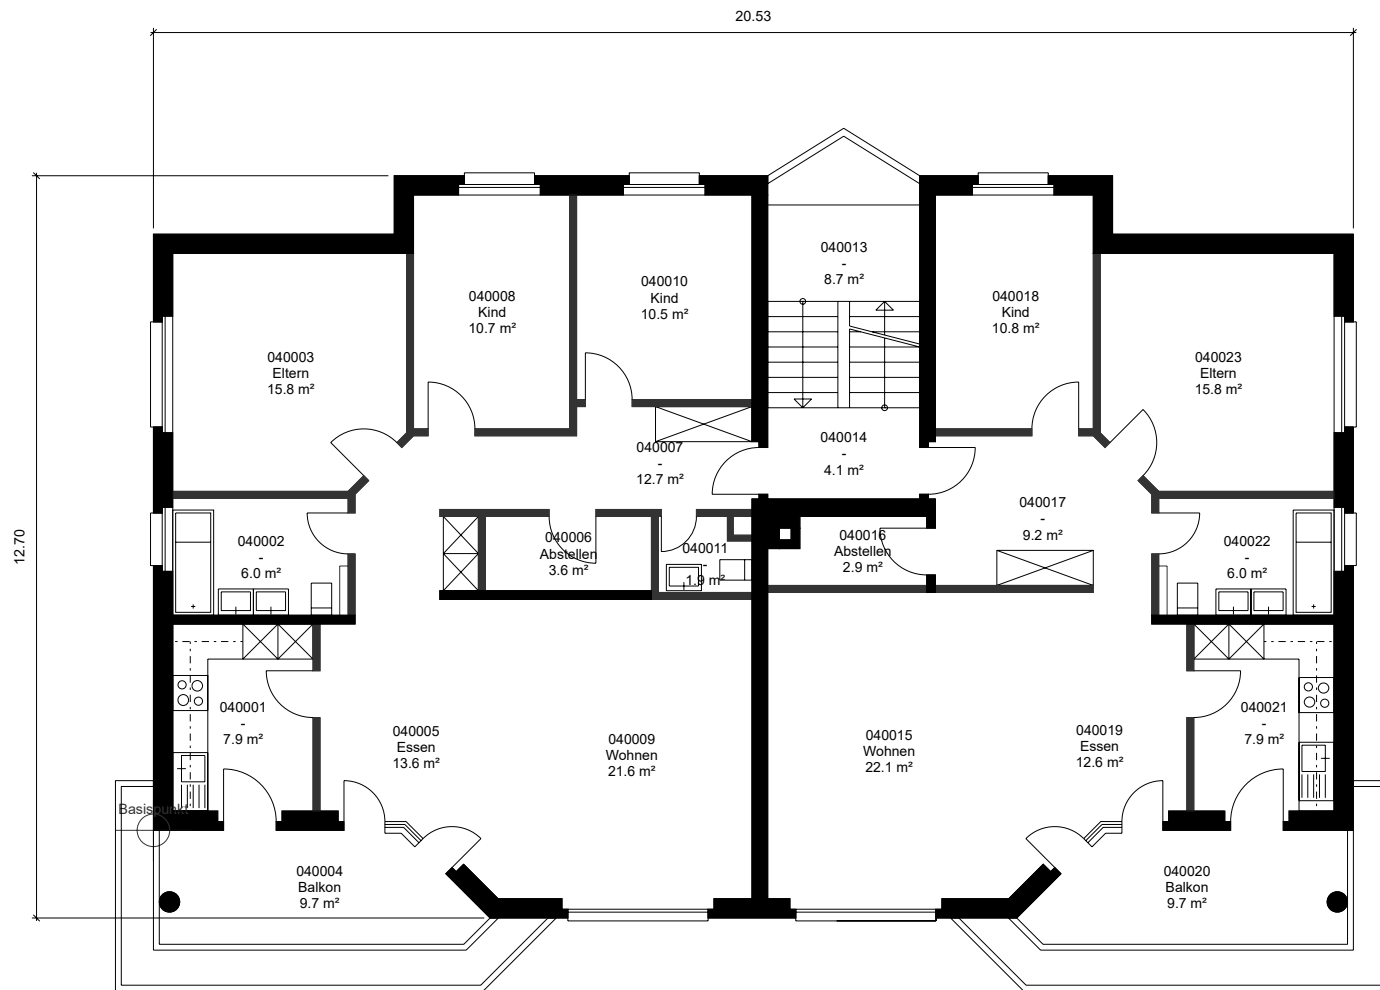 20.53
12.70
040013
-
8.7 m²
040008
Kind
10.7 m²
040010
Kind
10.5 m²
040018
Kind
10.8 m²
040003
Eltern
15.8 m²
040023
Eltern
15.8 m²
040007
-
12.7 m²
040014
-
4.1 m²
040017
-
9.2 m²
040002
-
6.0 m²
040006
Abstellen
3.6 m²
040011
-
1.9 m²
040016
Abstellen
2.9 m²
040022
-
6.0 m²
040001
-
7.9 m²
040005
Essen
13.6 m²
040009
Wohnen
21.6 m²
040015
Wohnen
22.1 m²
040019
Essen
12.6 m²
040021
-
7.9 m²
Basispunkt
040004
Balkon
9.7 m²
040020
Balkon
9.7 m²